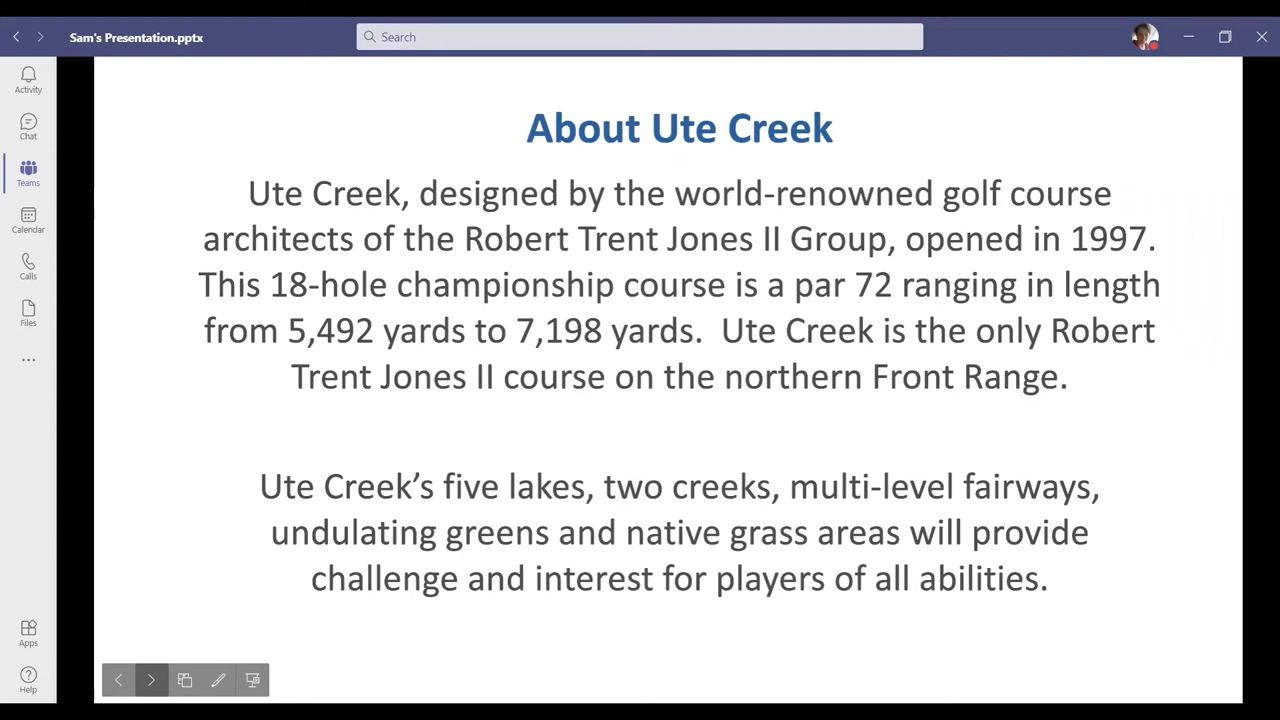 Sam's Presentation.pptx
Search
Activity
Chat
Teams
Calendar
Calls
Files
Apps
Help
About Ute Creek
Ute Creek, designed by the world-renowned golf course
architects of the Robert Trent Jones II Group, opened in 1997.
This 18-hole championship course is a par 72 ranging in length
from 5,492 yards to 7,198 yards.  Ute Creek is the only Robert
Trent Jones II course on the northern Front Range.
Ute Creek’s five lakes, two creeks, multi-level fairways,
undulating greens and native grass areas will provide
challenge and interest for players of all abilities.